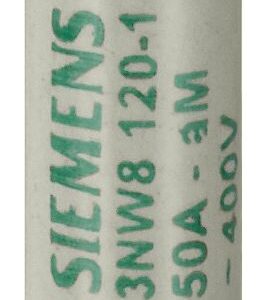 SIEMENS
3NW8 120-1
50A - aM
~ 400V